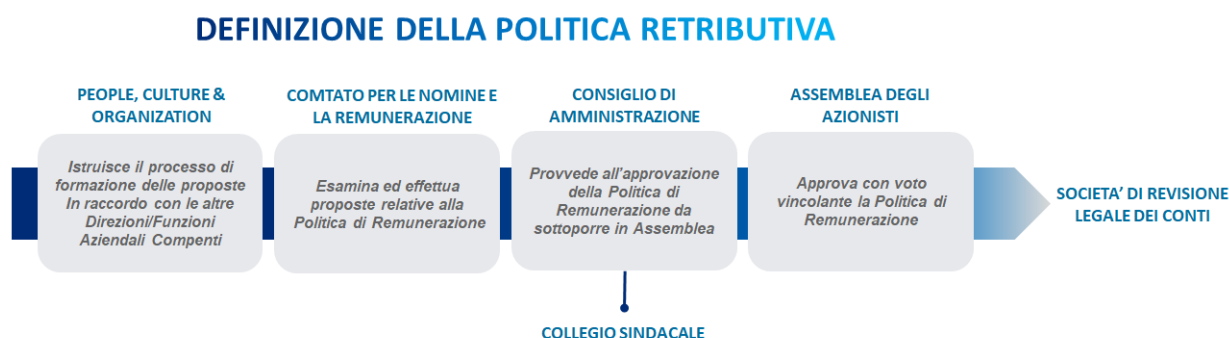 DEFINIZIONE DELLA POLITICA RETRIBUTIVA
PEOPLE, CULTURE &
ORGANIZATION
Istruisce il processo di
formazione delle proposte
In raccordo con le altre
Direzioni/Funzioni
Aziendali Compenti
COMTATO PER LE NOMINE E
LA REMUNERAZIONE
Esamina ed effettua
proposte relative alla
Politica di Remunerazione
CONSIGLIO DI
AMMINISTRAZIONE
Provvede all'approvazione
della Politica di
Remunerazione da
sottoporre in Assemblea
COLLEGIO SINDACALE
ASSEMBLEA DEGLI
AZIONISTI
Approva con voto
vincolante la Politica di
Remunerazione
SOCIETA' DI REVISIONE
LEGALE DEI CONTI